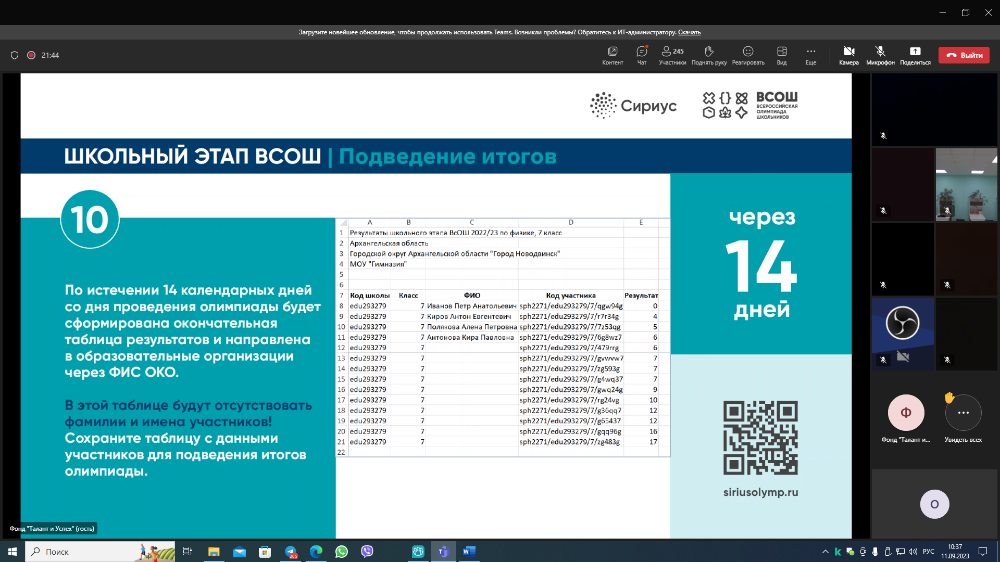 Загрузите новейшее обновление, чтобы продолжать использовать Teams. Возникли проблемы? Обратитесь к ИТ-администратору. Скачать
21:44
Контент
Чат
245
Участники
Поднять руку
Реагировать
Вид
Еще
Камера
Микрофон
Поделиться
Выйти
Сириус
ВСОШ
ВСЕРОССИЙСКАЯ
ОЛИМПИАДА
ШКОЛЬНИКОВ
ШКОЛЬНЫЙ ЭТАП ВСОШ | Подведение итогов
10
По истечении 14 календарных дней
со дня проведения олимпиады будет
сформирована окончательная
таблица результатов и направлена
в образовательные организации
через ФИС ОКО.
В этой таблице будут отсутствовать
фамилии и имена участников!
Сохраните таблицу с данными
участников для подведения итогов
олимпиады.
A B C D E
1 Результаты школьного этапа ВсОШ 2022/23 по физике, 7 класс
2 Архангельская область
3 Городской округ Архангельской области "Город Новодвинск"
4 МОУ "Гимназия"
5
6
7 Код школы Класс ФИО Код участника Результат
8 edu293279 7 Иванов Петр Анатольевич sph2271/edu293279/7/qgw94g 0
9 edu293279 7 Киров Антон Евгентевич sph2271/edu293279/7/r7r34g 4
10 edu293279 7 Полякова Алена Петровна sph2271/edu293279/7/7z53qg 5
11 edu293279 7 Антонова Кира Павловна sph2271/edu293279/7/6g8wz7 6
12 edu293279 7 sph2271/edu293279/7/479rrg 6
13 edu293279 7 sph2271/edu293279/7/gvwvw7 7
14 edu293279 7 sph2271/edu293279/7/zg593g 7
15 edu293279 7 sph2271/edu293279/7/g4wq37 7
16 edu293279 7 sph2271/edu293279/7/gwq24g 9
17 edu293279 7 sph2271/edu293279/7/rg24vg 10
18 edu293279 7 sph2271/edu293279/7/g36qq7 12
19 edu293279 7 sph2271/edu293279/7/g65437 12
20 edu293279 7 sph2271/edu293279/7/gqq96g 16
21 edu293279 7 sph2271/edu293279/7/zg483g 17
22
через
14
дней
siriusolymp.ru
Ф
Фонд "Талант и...
Увидеть всех
О
Фонд "Талант и Успех" (гость)
Поиск
265
РУС
10:37
11.09.2023